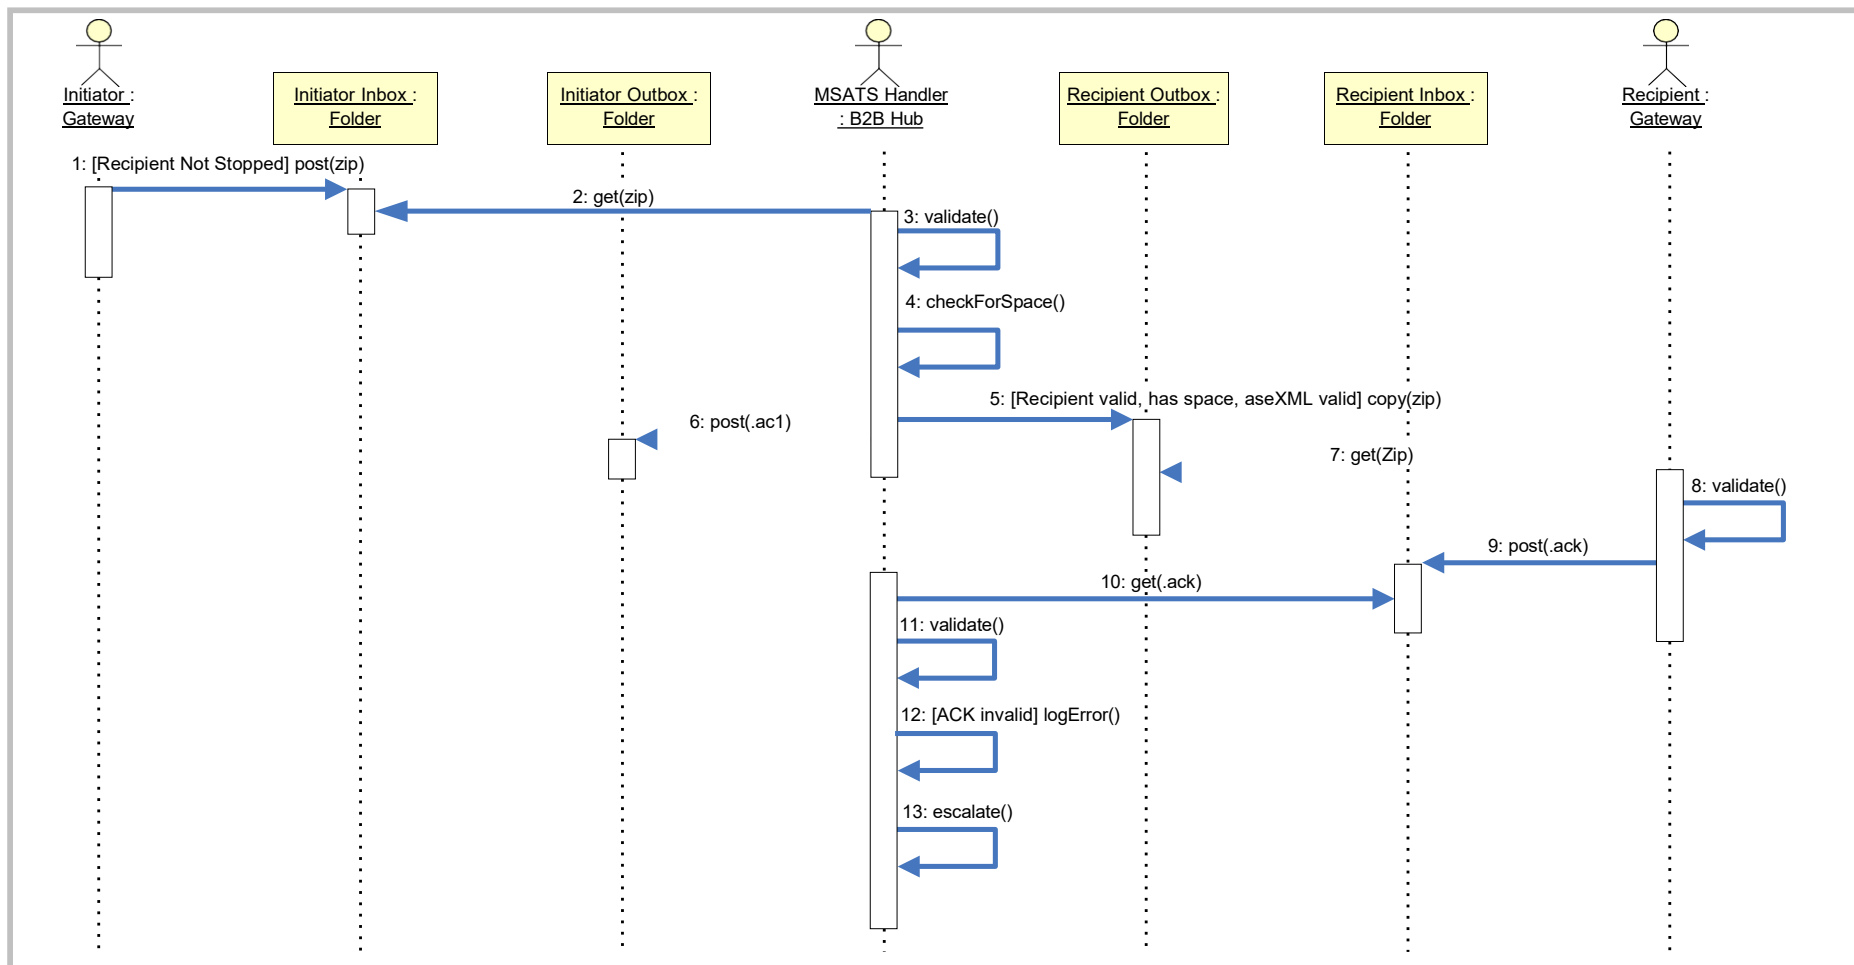 Initiator :
Gateway
Initiator Inbox :
Folder
Initiator Outbox :
Folder
MSATS Handler
: B2B Hub
Recipient Outbox :
Folder
Recipient Inbox :
Folder
Recipient :
Gateway
1: [Recipient Not Stopped] post(zip)
2: get(zip)
3: validate()
4: checkForSpace()
5: [Recipient valid, has space, aseXML valid] copy(zip)
6: post(.ac1)
7: get(Zip)
8: validate()
9: post(.ack)
10: get(.ack)
11: validate()
12: [ACK invalid] logError()
13: escalate()